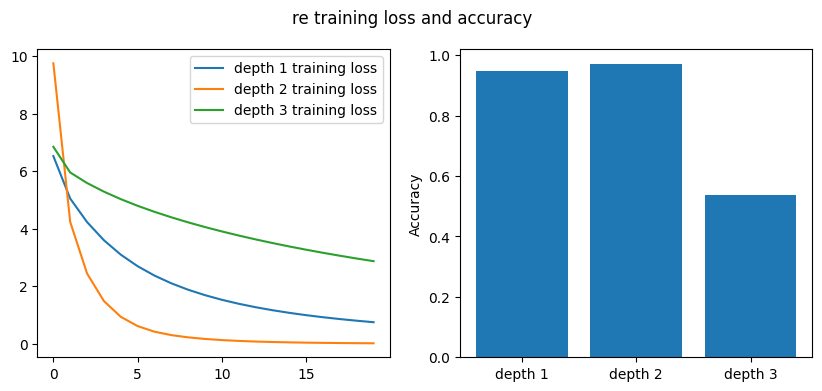 re training loss and accuracy
10
8
6
4
2
0
0 5 10 15
depth 1 training loss
depth 2 training loss
depth 3 training loss
Accuracy
1.0
0.8
0.6
0.4
0.2
0.0
depth 1 depth 2 depth 3